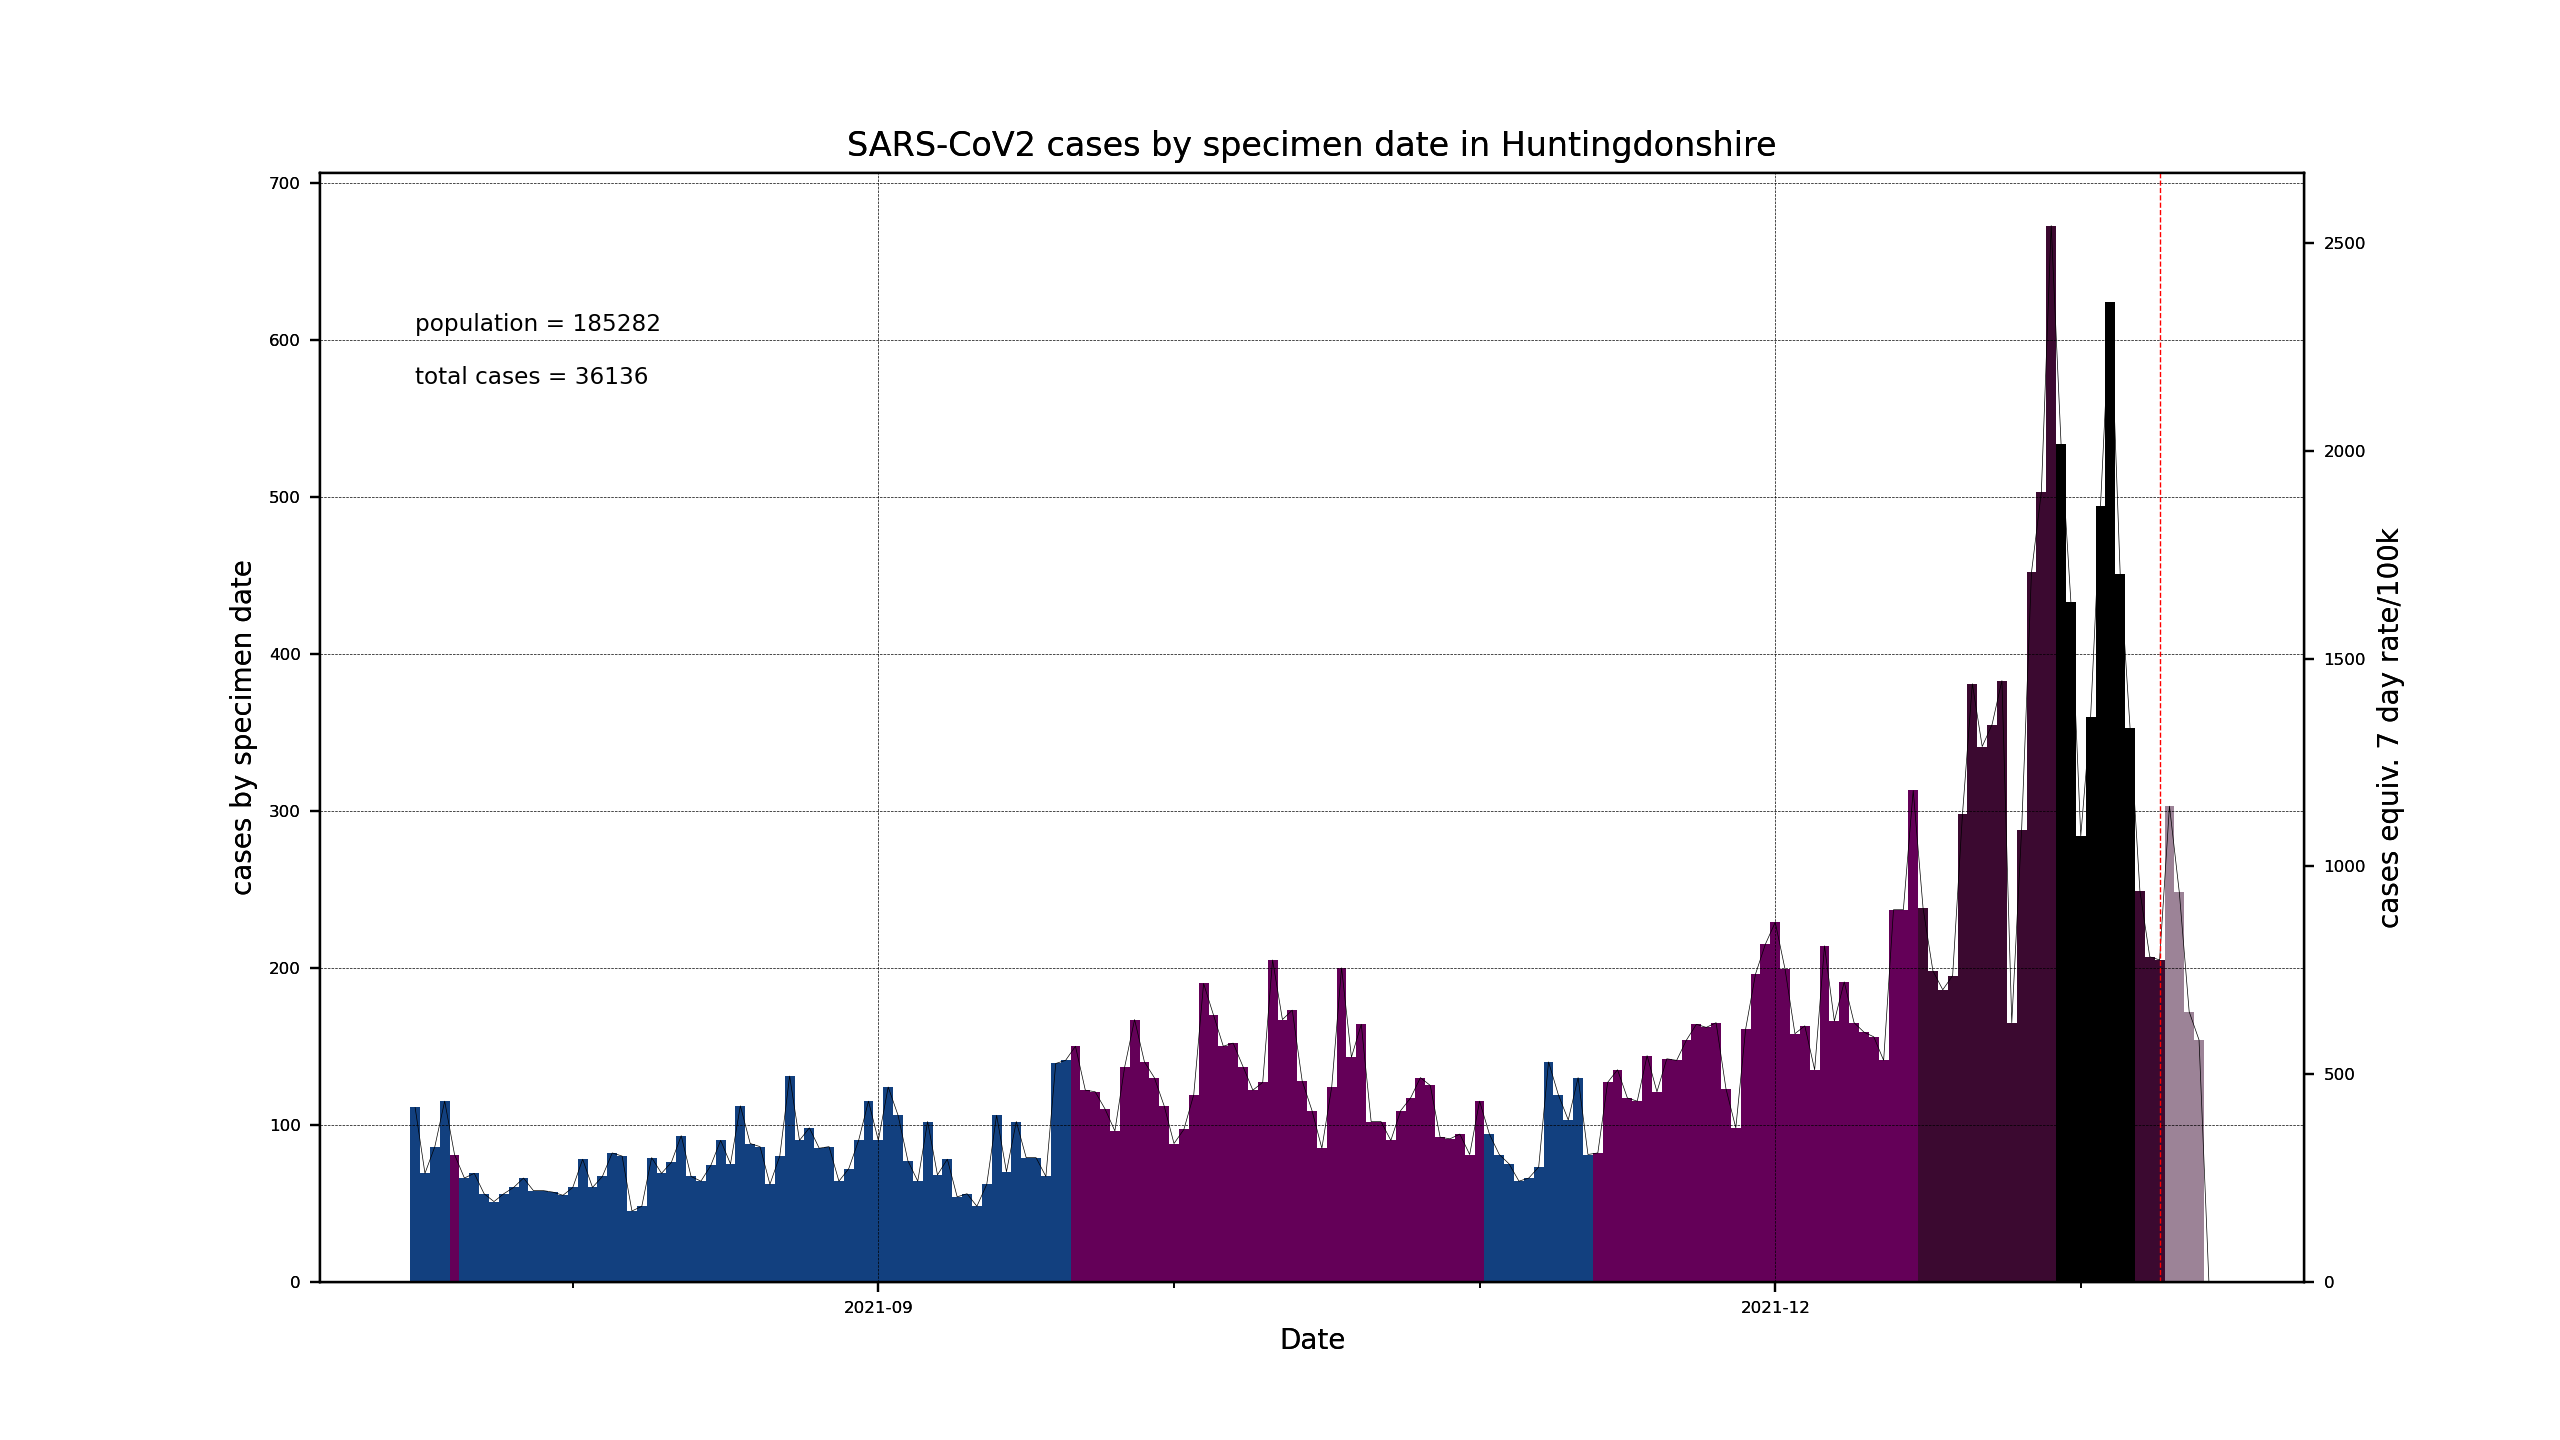 SARS-CoV2 cases by specimen date in Huntingdonshire
700
600
500
400
300
200
100
0
cases by specimen date
population = 185282
total cases = 36136
2500
2000
1500
1000
500
0
cases equiv. 7 day rate/100k
2021-09
2021-12
Date